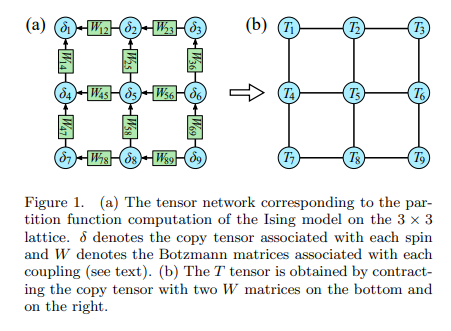 (a) δ1 W12 δ2 W23 δ3
W14 W25 W36
δ4 W45 δ5 W56 δ6
W47 W58 W69
δ7 W78 δ8 W89 δ9
(b) T1 T2 T3
T4 T5 T6
T7 T8 T9
Figure 1. (a) The tensor network corresponding to the par-
tition function computation of the Ising model on the 3 × 3
lattice. δ denotes the copy tensor associated with each spin
and W denotes the Botzmann matrices associated with each
coupling (see text). (b) The T tensor is obtained by contract-
ing the copy tensor with two W matrices on the bottom and
on the right.